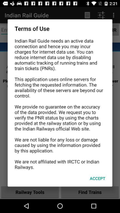 2:21
Indian Rail Guide
Terms of Use
Indian Rail Guide needs an active data
connection and hence you may incur
charges for internet data use. You can
reduce internet data use by disabling
automatic tracking of running trains and
train tickets (PNRs).
This application uses online servers for
fetching the requested information. The
availability of these servers are beyond our
control.
We provide no guarantee on the accuracy
of the data provided. We request you to
verify the PNR status by using the charts
provided at the railway station or by using
the Indian Railways official Web site.
We are not liable for any loss or damage
caused by using the information provided
by this application.
We are not affiliated with IRCTC or Indian
Railways.
ACCEPT
Railway Tools
Find Trains